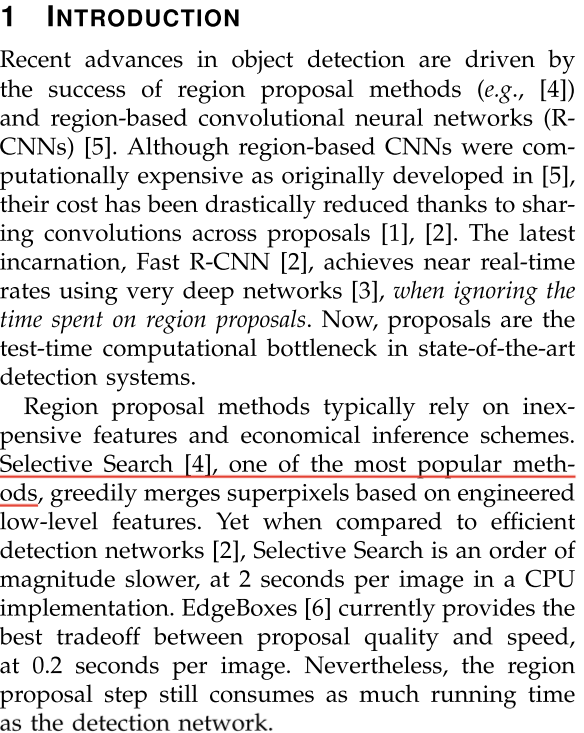 1 INTRODUCTION
Recent advances in object detection are driven by
the success of region proposal methods (e.g., [4])
and region-based convolutional neural networks (R-
CNNs) [5]. Although region-based CNNs were com-
putationally expensive as originally developed in [5],
their cost has been drastically reduced thanks to shar-
ing convolutions across proposals [1], [2]. The latest
incarnation, Fast R-CNN [2], achieves near real-time
rates using very deep networks [3], when ignoring the
time spent on region proposals. Now, proposals are the
test-time computational bottleneck in state-of-the-art
detection systems.
Region proposal methods typically rely on inex-
pensive features and economical inference schemes.
Selective Search [4], one of the most popular meth-
ods, greedily merges superpixels based on engineered
low-level features. Yet when compared to efficient
detection networks [2], Selective Search is an order of
magnitude slower, at 2 seconds per image in a CPU
implementation. EdgeBoxes [6] currently provides the
best tradeoff between proposal quality and speed,
at 0.2 seconds per image. Nevertheless, the region
proposal step still consumes as much running time
as the detection network.